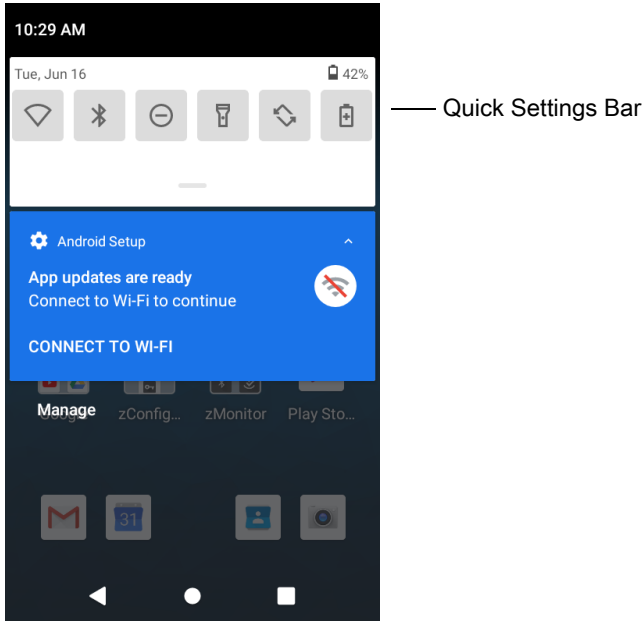 10:29 AM
Tue, Jun 16
42%
Quick Settings Bar
Android Setup
App updates are ready
Connect to Wi-Fi to continue
CONNECT TO WI-FI
Manage
Google
zConfig...
zMonitor
Play Sto...
31